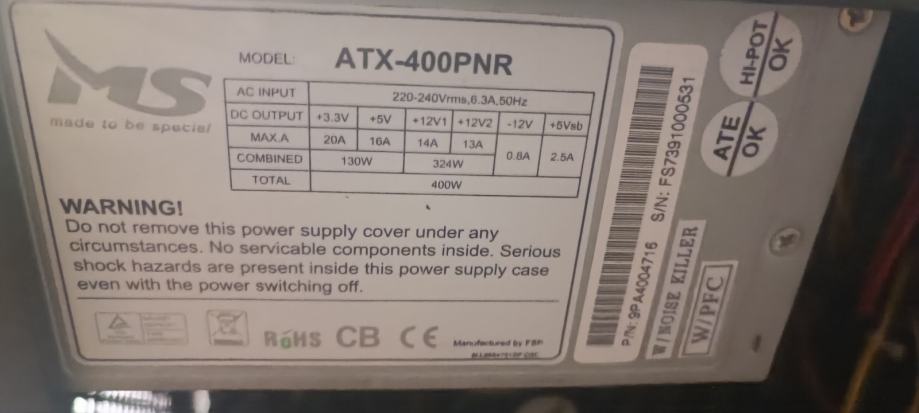 MS
made to be special
MODEL: ATX-400PNR
AC INPUT 220-240Vrms,6.3A,50Hz
DC OUTPUT +3.3V +5V +12V1 +12V2 -12V +5Vsb
MAX.A 20A 16A 14A 13A 0.8A 2.5A
COMBINED 130W 324W
TOTAL 400W
WARNING!
Do not remove this power supply cover under any
circumstances. No servicable components inside. Serious
shock hazards are present inside this power supply case
even with the power switching off.
RoHS CB CE
Manufactured by FSP
P/N: 9PA4004716 S/N: FS7391000531
W/NOISE KILLER
W/PFC
HI-POT
OK
ATE
OK